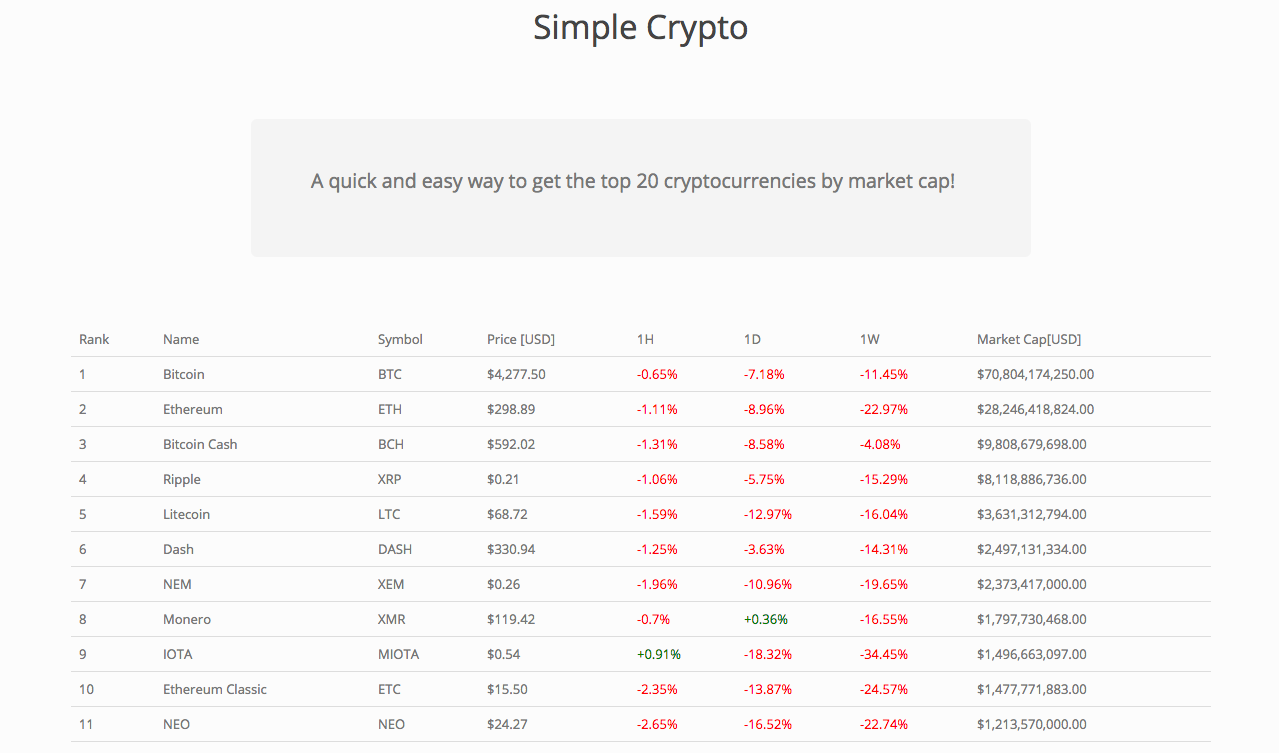 Simple Crypto
A quick and easy way to get the top 20 cryptocurrencies by market cap!
Rank Name Symbol Price [USD] 1H 1D 1W Market Cap[USD]
1 Bitcoin BTC $4,277.50 -0.65% -7.18% -11.45% $70,804,174,250.00
2 Ethereum ETH $298.89 -1.11% -8.96% -22.97% $28,246,418,824.00
3 Bitcoin Cash BCH $592.02 -1.31% -8.58% -4.08% $9,808,679,698.00
4 Ripple XRP $0.21 -1.06% -5.75% -15.29% $8,118,886,736.00
5 Litecoin LTC $68.72 -1.59% -12.97% -16.04% $3,631,312,794.00
6 Dash DASH $330.94 -1.25% -3.63% -14.31% $2,497,131,334.00
7 NEM XEM $0.26 -1.96% -10.96% -19.65% $2,373,417,000.00
8 Monero XMR $119.42 -0.7% +0.36% -16.55% $1,797,730,468.00
9 IOTA MIOTA $0.54 +0.91% -18.32% -34.45% $1,496,663,097.00
10 Ethereum Classic ETC $15.50 -2.35% -13.87% -24.57% $1,477,771,883.00
11 NEO NEO $24.27 -2.65% -16.52% -22.74% $1,213,570,000.00